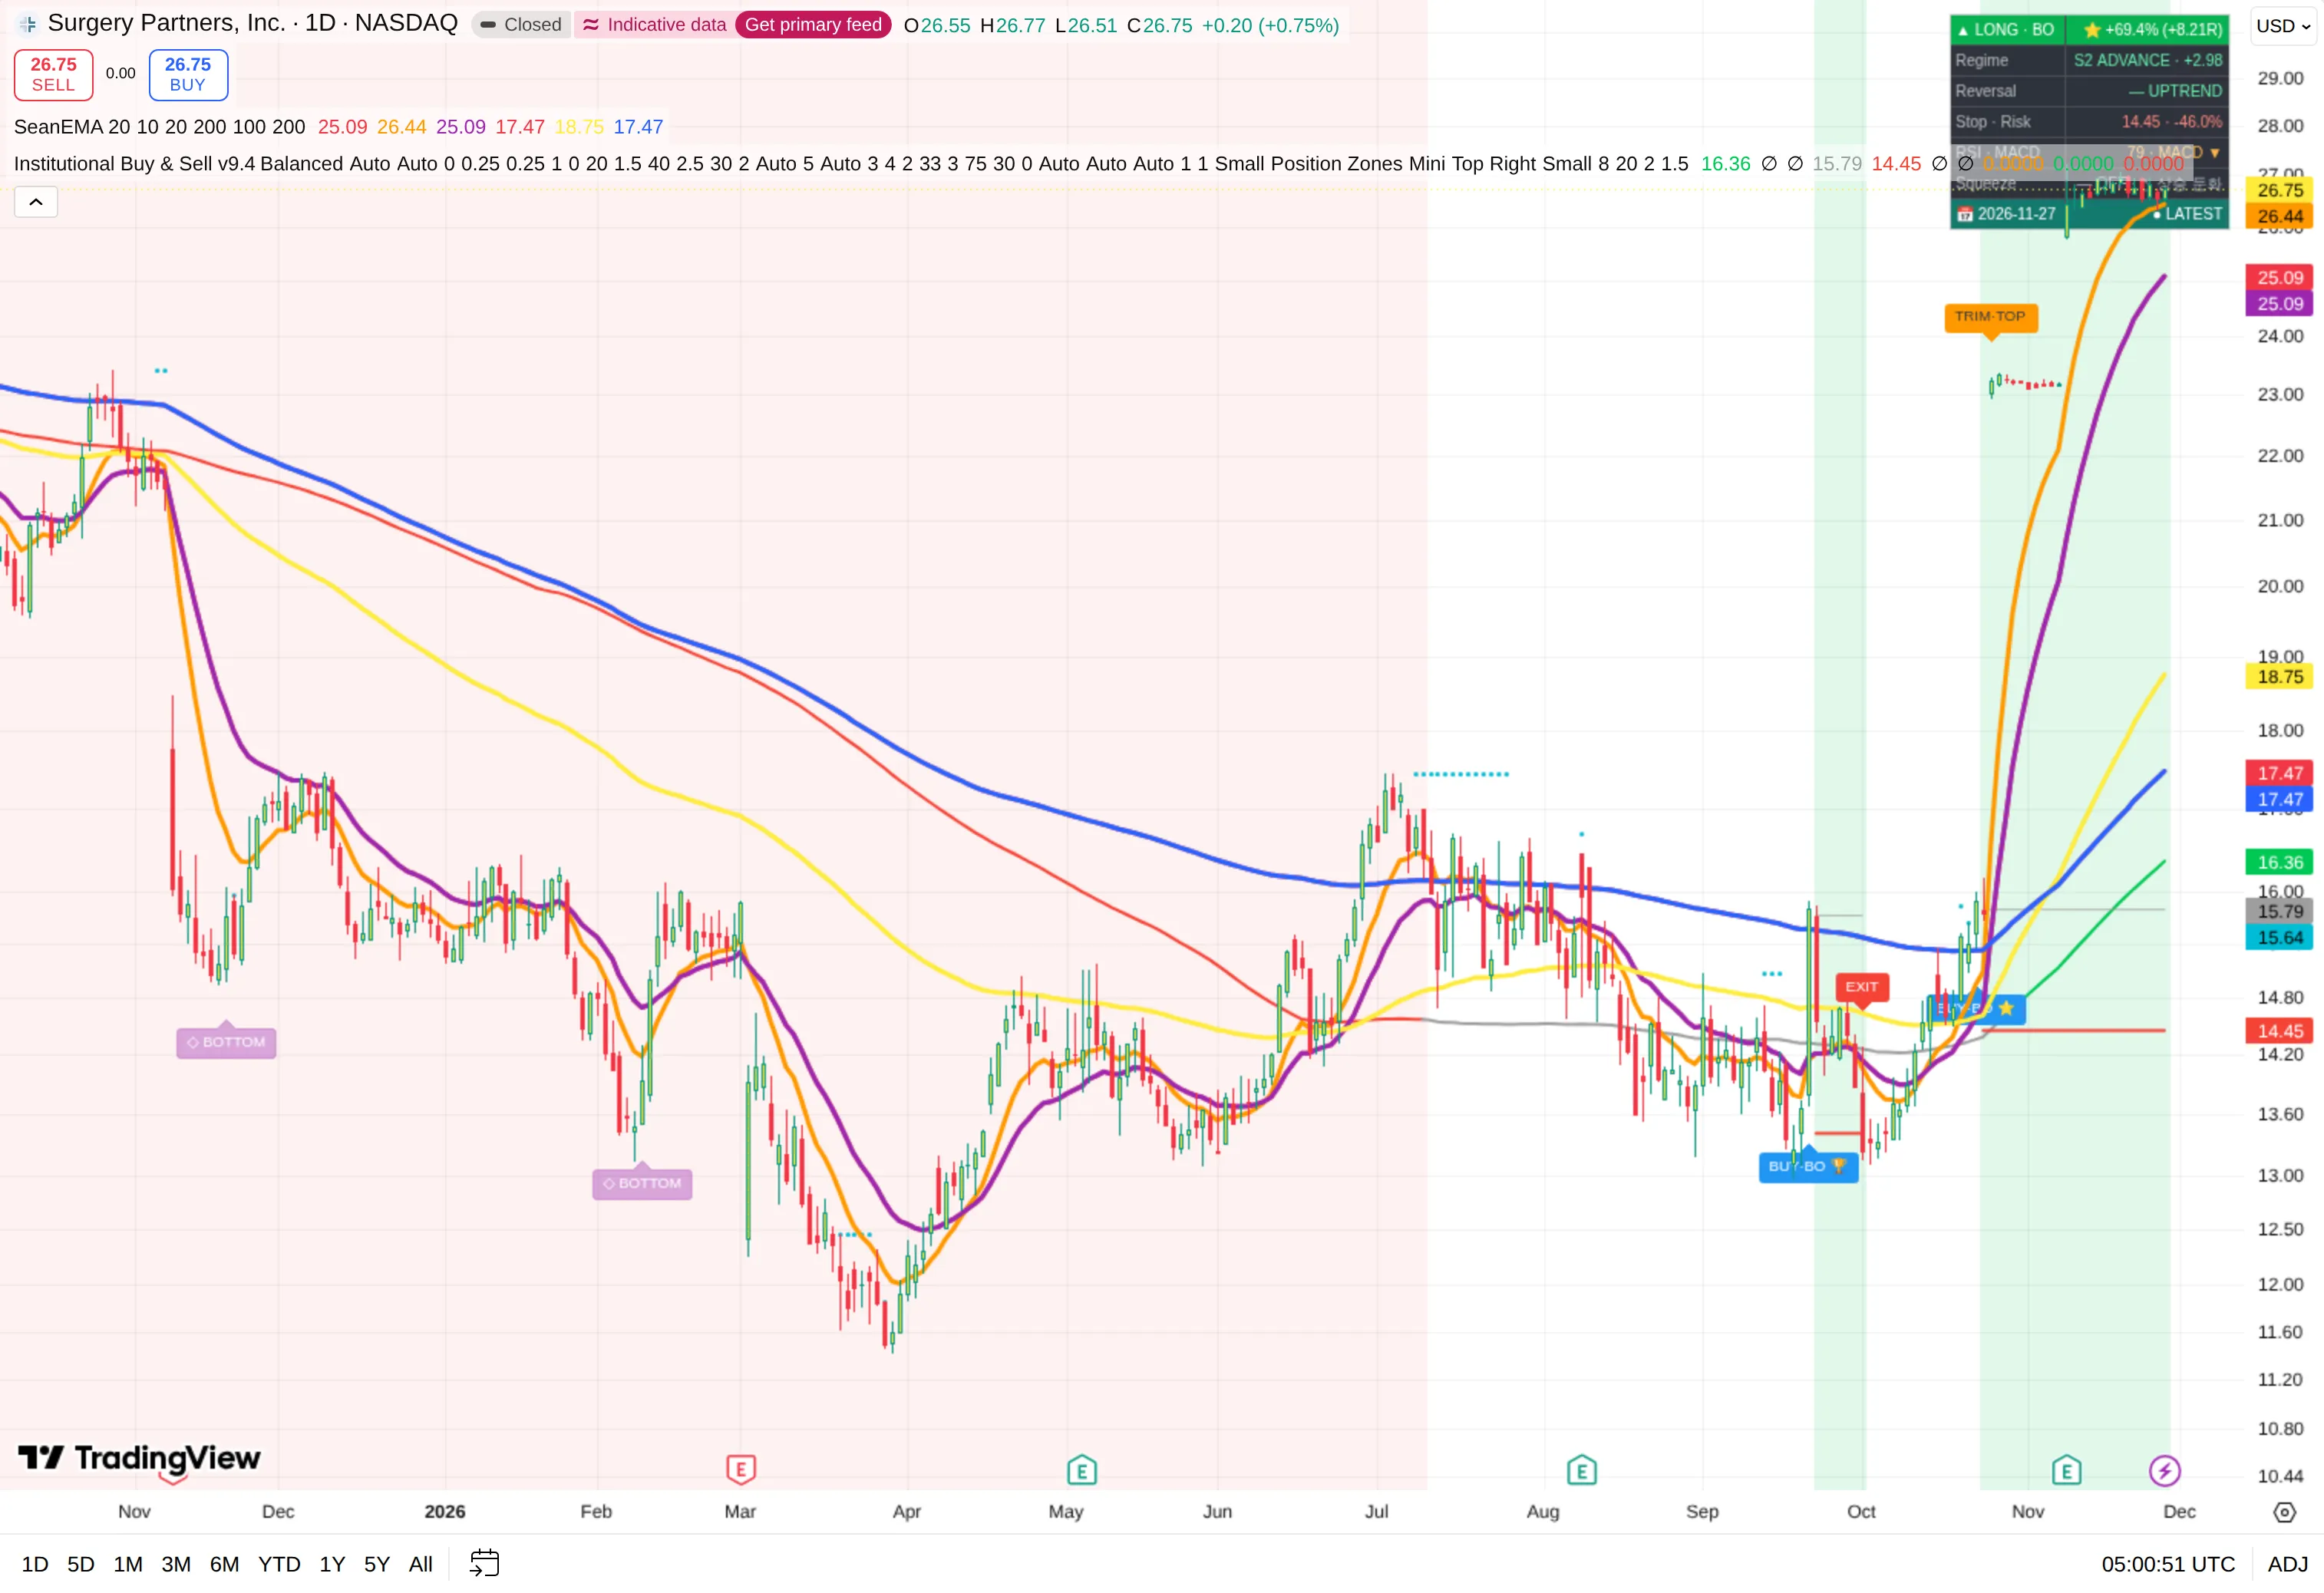 Surgery Partners, Inc. · 1D · NASDAQ Closed Indicative data Get primary feed O26.55 H26.77 L26.51 C26.75 +0.20 (+0.75%)
26.75 SELL 0.00 26.75 BUY
SeanEMA 20 10 20 200 100 200 25.09 26.44 25.09 17.47 18.75 17.47
Institutional Buy & Sell v9.4 Balanced Auto Auto 0 0.25 0.25 1 0 20 1.5 40 2.5 30 2 Auto 5 Auto 3 4 2 33 3 75 30 0 Auto Auto Auto 1 1 Small Position Zones Mini Top Right Small 8 20 2 1.5 16.36 ∅ ∅ 15.79 14.45 ∅ ∅ 0.0000 0.0000 0.0000
▲ LONG · BO ⭐ +69.4% (+8.21R)
Regime S2 ADVANCE · +2.98
Reversal — UPTREND
Stop · Risk 14.45 · -46.0%
RSI · MACD 79 · MACD ▼
Squeeze
📅 2026-11-27 ● LATEST
USD
29.00
28.00
27.00
26.75
26.44
26.00
25.09
25.09
24.00
23.00
22.00
21.00
20.00
19.00
18.75
18.00
17.47
17.47
17.00
16.36
16.00
15.79
15.64
14.80
14.45
14.20
13.60
13.00
12.50
12.00
11.60
11.20
10.80
10.44
TRIM·TOP
EXIT
BUY·BO 🏆
◇ BOTTOM
◇ BOTTOM
TradingView
E E E E
Nov Dec 2026 Feb Mar Apr May Jun Jul Aug Sep Oct Nov Dec
1D 5D 1M 3M 6M YTD 1Y 5Y All 05:00:51 UTC ADJ